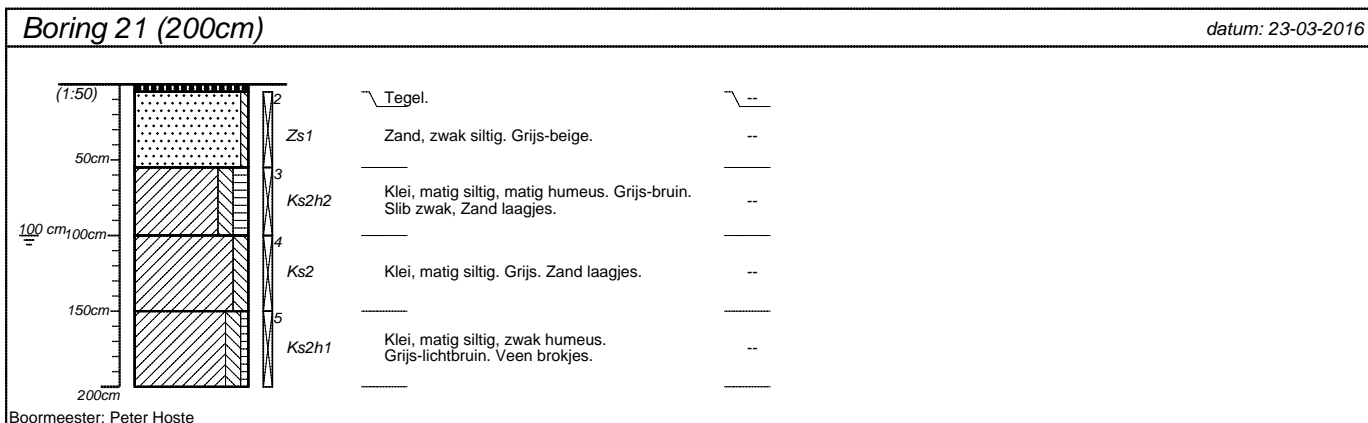 Boring 21 (200cm)
datum: 23-03-2016
(1:50)
2
Tegel.
--
Zs1
Zand, zwak siltig. Grijs-beige.
--
50cm
3
Ks2h2
Klei, matig siltig, matig humeus. Grijs-bruin.
Slib zwak, Zand laagjes.
--
100 cm
100cm
4
Ks2
Klei, matig siltig. Grijs. Zand laagjes.
--
150cm
5
Ks2h1
Klei, matig siltig, zwak humeus.
Grijs-lichtbruin. Veen brokjes.
--
200cm
Boormeester: Peter Hoste